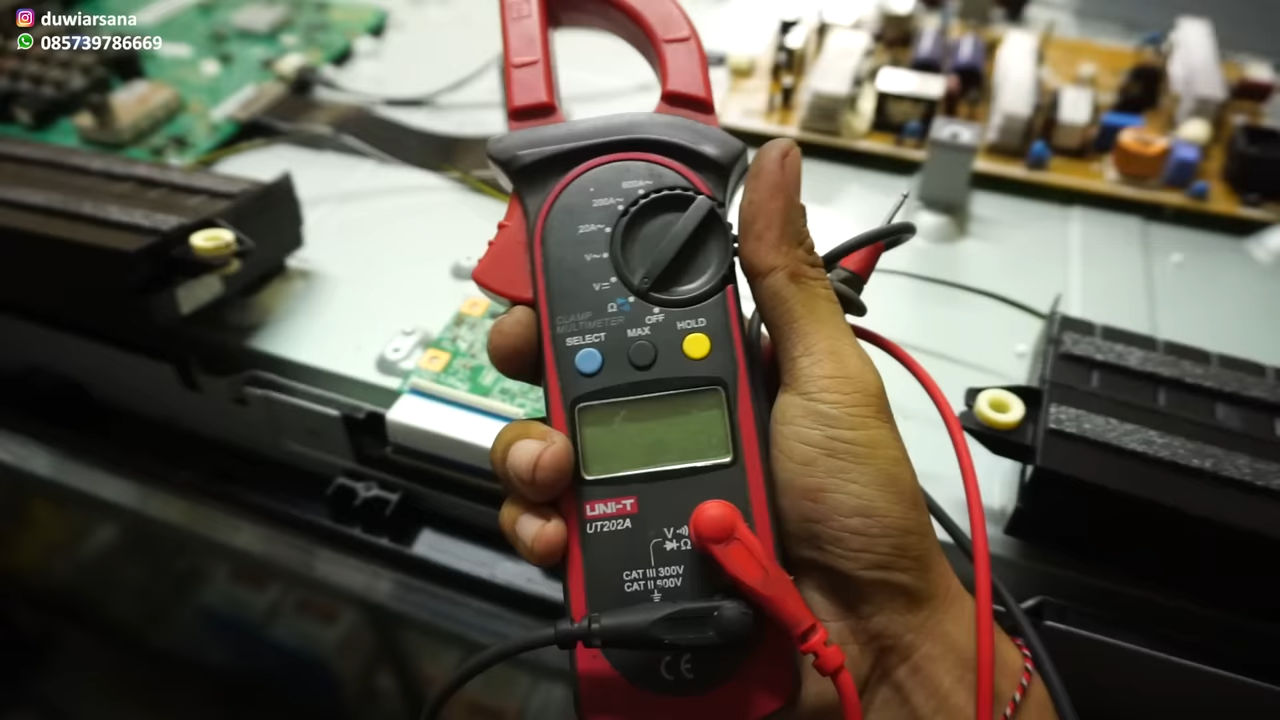 duwiarsana
085739786669
600A~
200A~
20A~
V~
V⎓
Ω
OFF
CLAMP
MULTIMETER
SELECT
MAX
HOLD
UNI-T
UT202A
V
Ω
CAT III 300V
CAT II 600V
CE